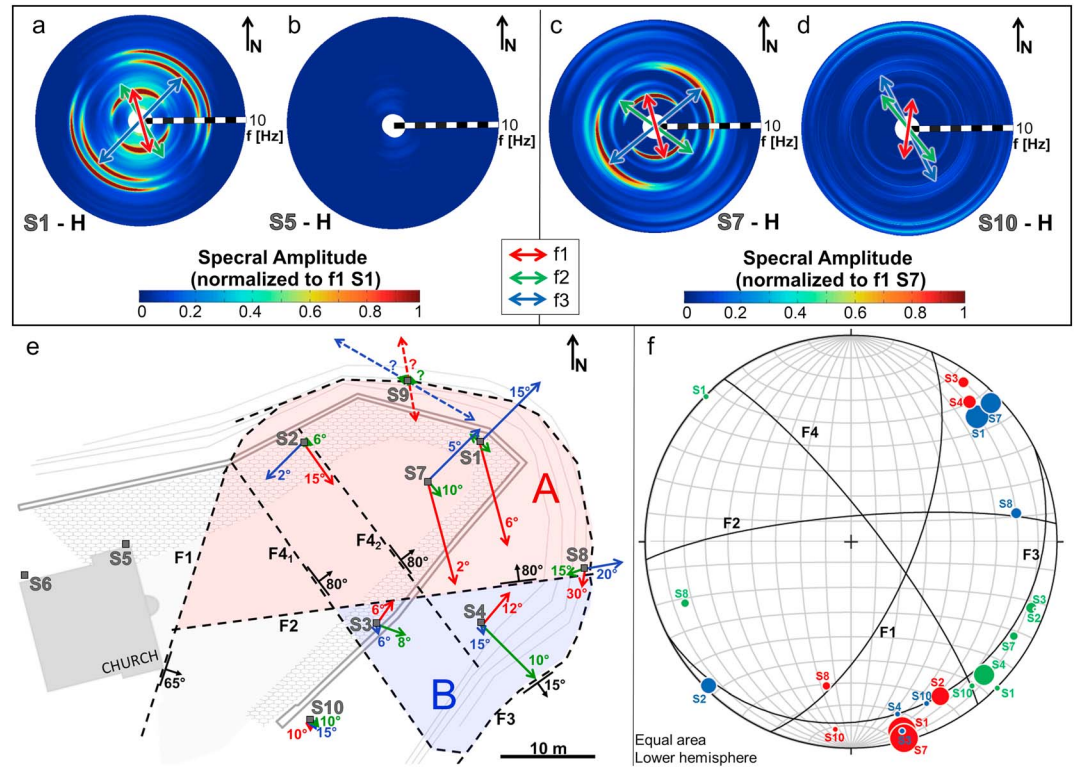 a
N
10
f [Hz]
S1 - H
b
N
10
f [Hz]
S5 - H
c
N
10
f [Hz]
S7 - H
d
N
10
f [Hz]
S10 - H
Specral Amplitude
(normalized to f1 S1)
0 0.2 0.4 0.6 0.8 1
f1
f2
f3
Specral Amplitude
(normalized to f1 S7)
0 0.2 0.4 0.6 0.8 1
e
N
?
?
?
S9
15°
S2
6°
2°
15°
5°
S1
S7
10°
A
6°
2°
S5
S6
F1
F4₁
80°
F4₂
80°
80°
S8
15°
20°
30°
F2
6°
S3
6°
8°
S4
12°
15°
10°
CHURCH
65°
B
15°
F3
S10
10°
10°
15°
10 m
f
S1
S3
S4
S7
S1
F4
S8
F2
F3
S8
S3
S2
F1
S7
S4
S8
S2
S2
S10
S10
S1
S4
S1
S10
S7
Equal area
Lower hemisphere